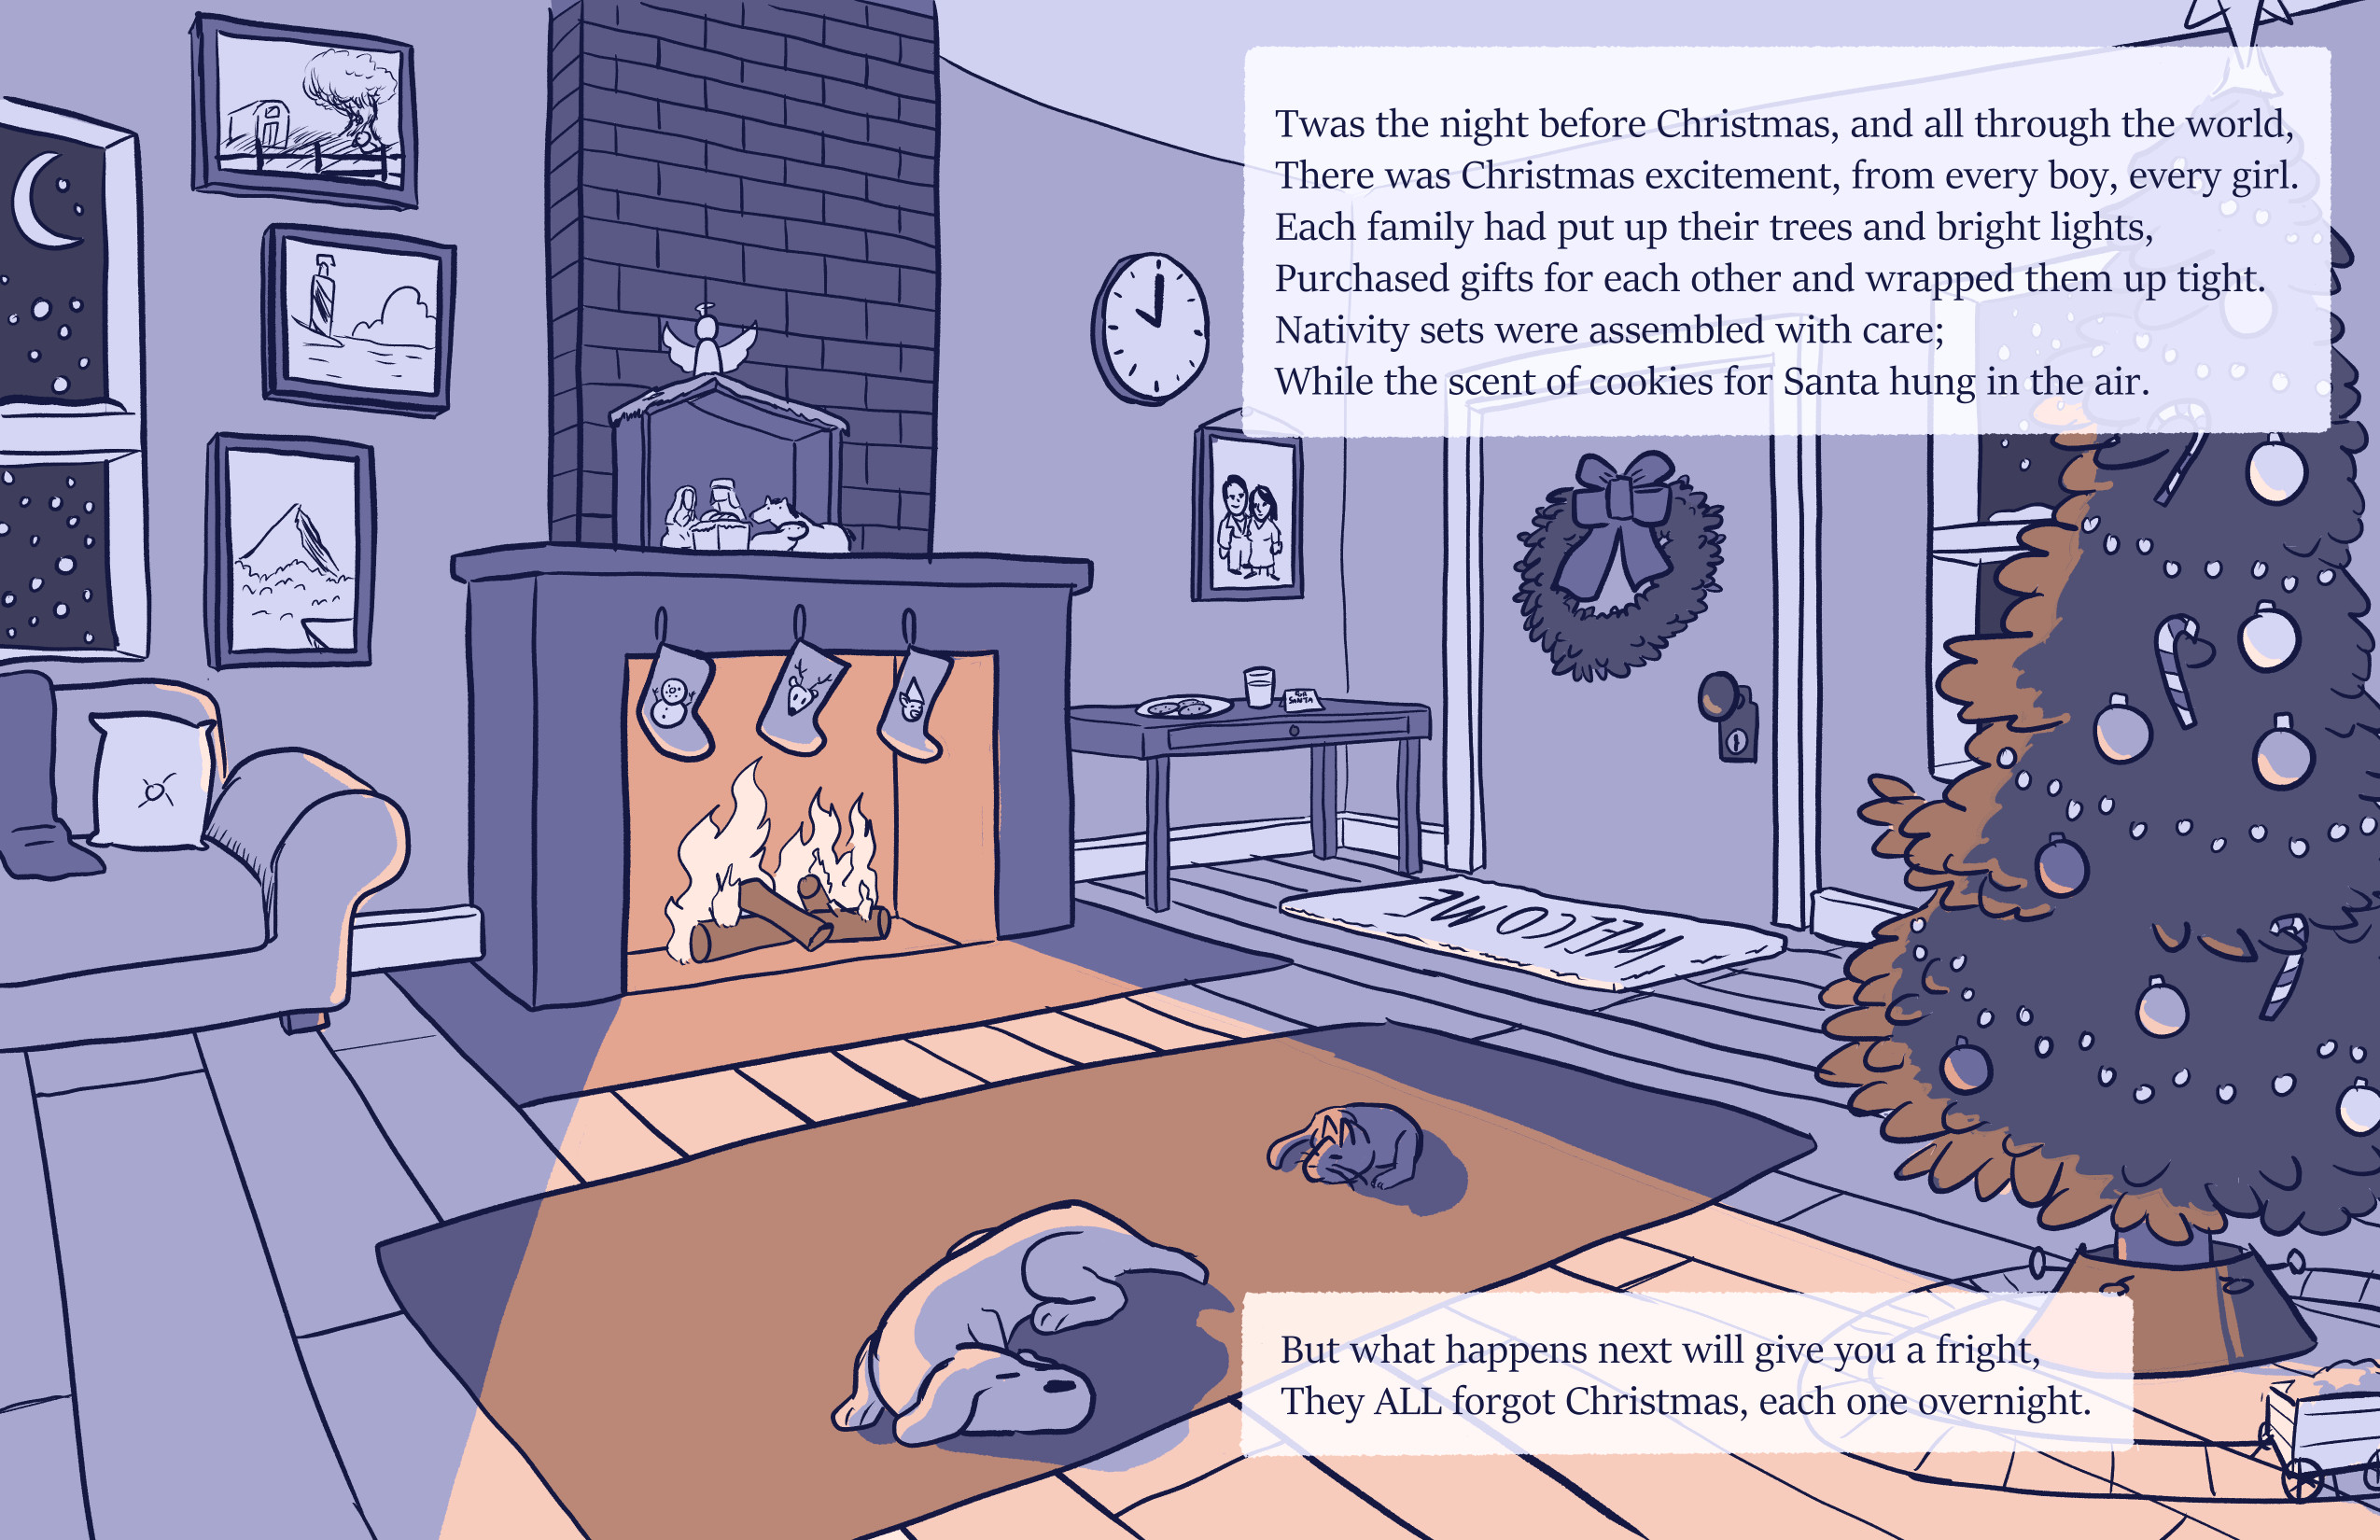 Twas the night before Christmas, and all through the world,
There was Christmas excitement, from every boy, every girl.
Each family had put up their trees and bright lights,
Purchased gifts for each other and wrapped them up tight.
Nativity sets were assembled with care;
While the scent of cookies for Santa hung in the air.
FOR
SANTA
WELCOME
But what happens next will give you a fright,
They ALL forgot Christmas, each one overnight.